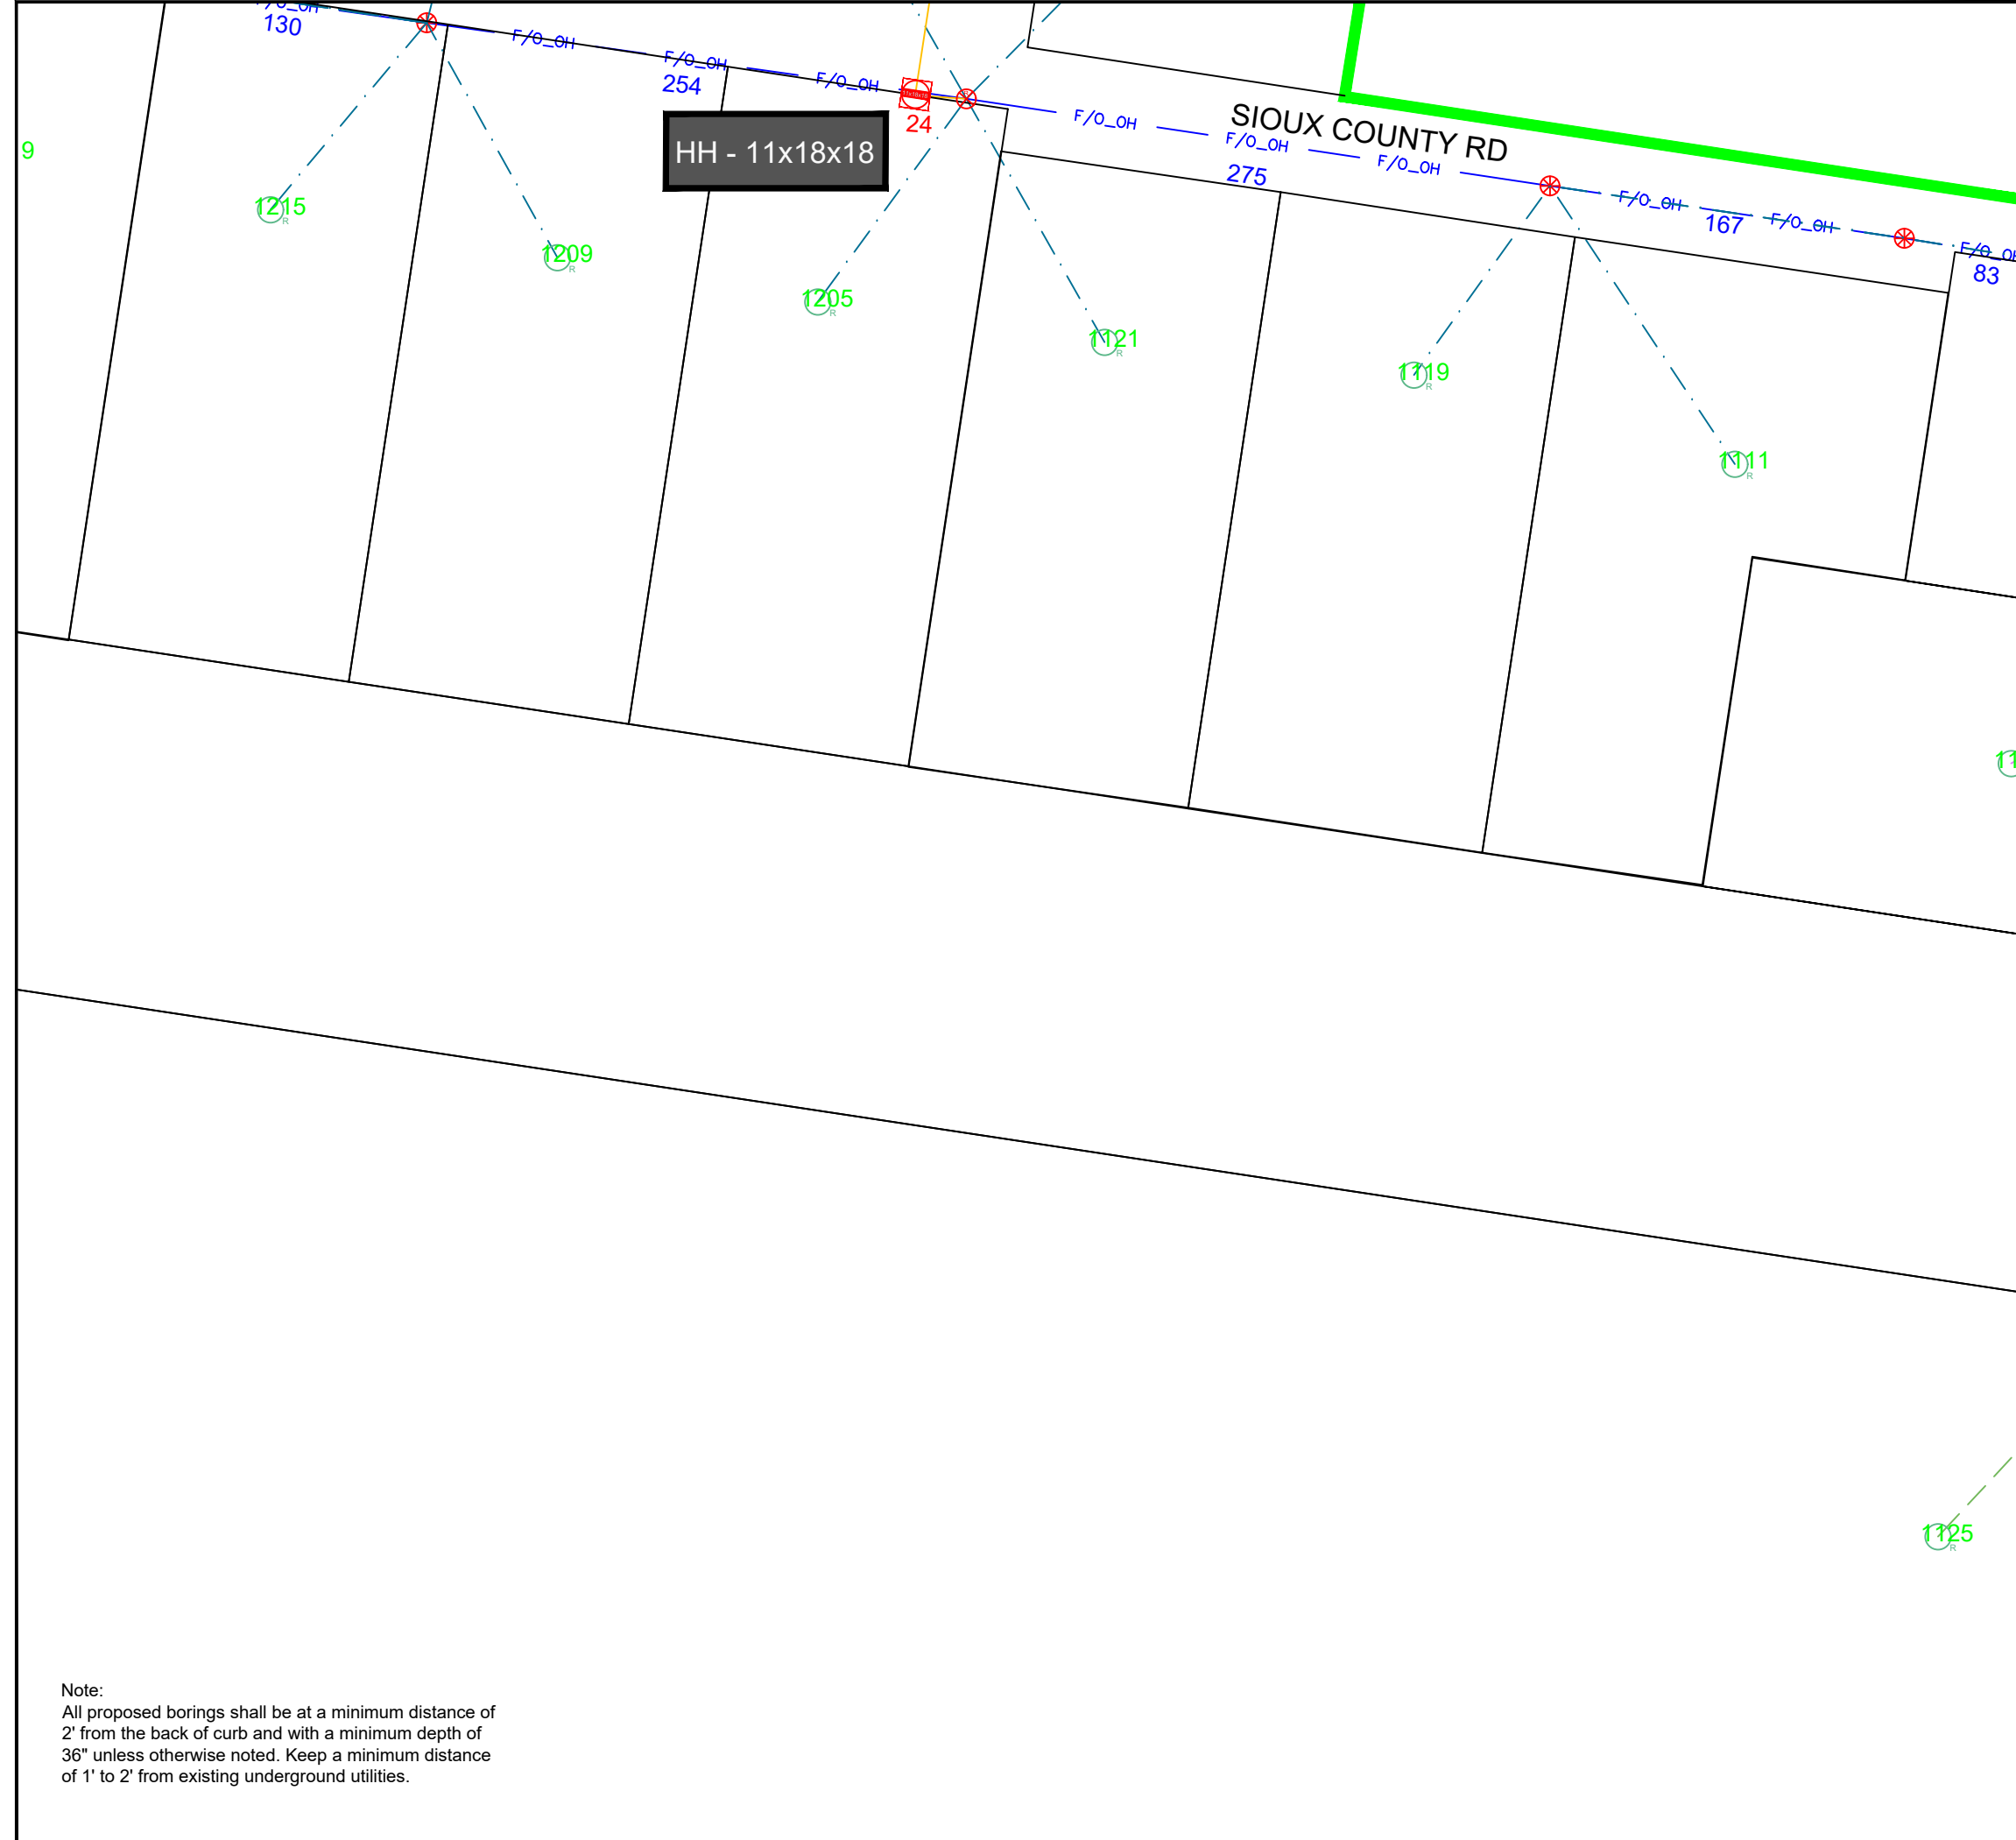 130
F/O_OH
F/O_OH
254
F/O_OH
24
HH - 11x18x18
F/O_OH
SIOUX COUNTY RD
F/O_OH
F/O_OH
275
F/O_OH
167
F/O_OH
83
9
1215
R
1209
R
1205
R
1121
R
1119
R
1111
R
1125
R
Note:
All proposed borings shall be at a minimum distance of
2' from the back of curb and with a minimum depth of
36" unless otherwise noted. Keep a minimum distance
of 1' to 2' from existing underground utilities.